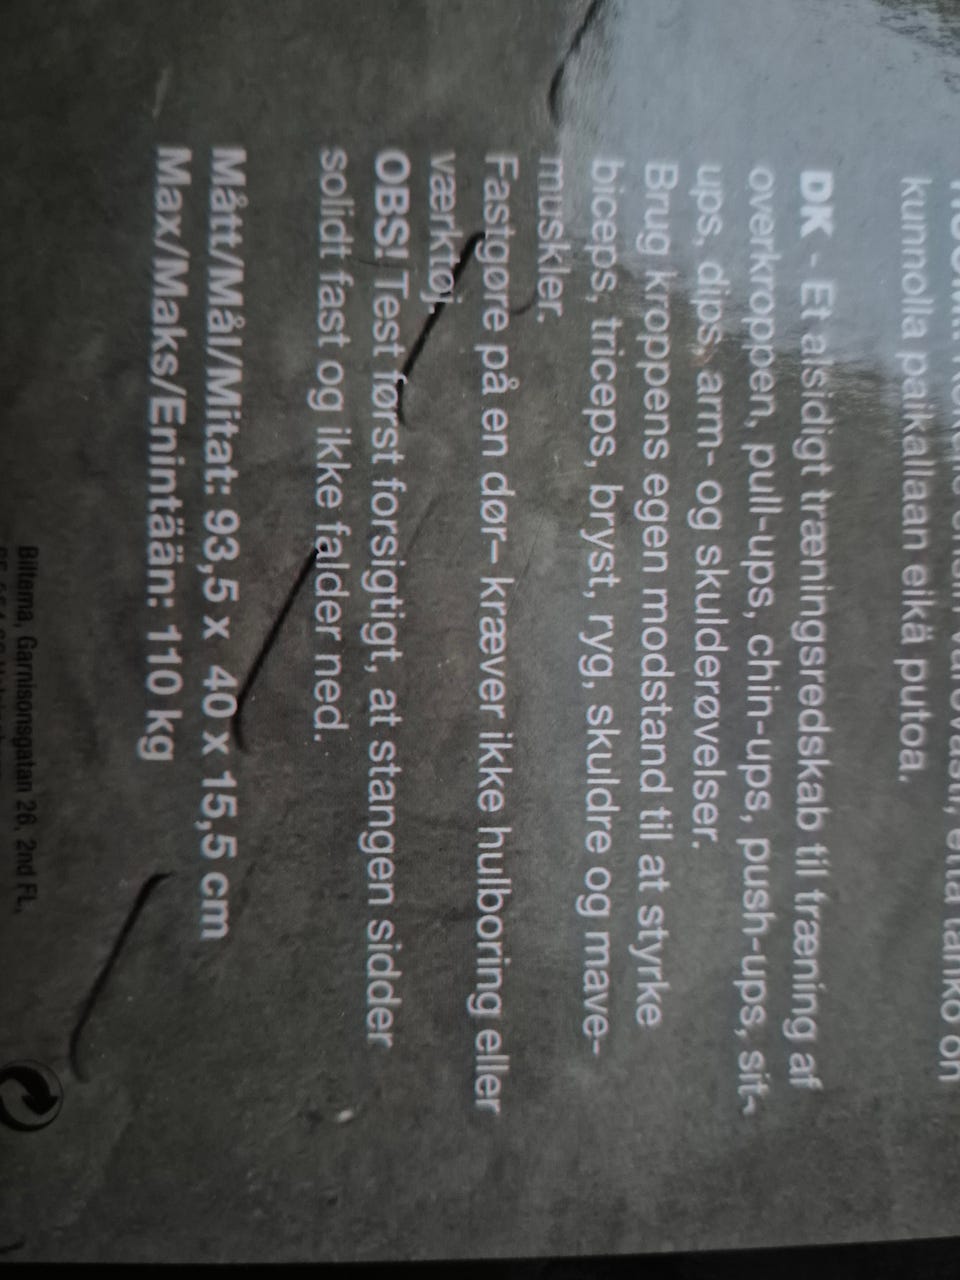 kunnolla paikallaan eikä putoa.
DK - Et alsidigt træningsredskab til træning af
overkroppen, pull-ups, chin-ups, push-ups, sit-
ups, dips, arm- og skulderøvelser.
Brug kroppens egen modstand til at styrke
biceps, triceps, bryst, ryg, skuldre og mave-
muskler.
Fastgøre på en dør– kræver ikke hulboring eller
værktøj.
OBS! Test først forsigtigt, at stangen sidder
solidt fast og ikke falder ned.
Mått/Mål/Mitat: 93,5 x 40 x 15,5 cm
Max/Maks/Enintään: 110 kg
Biltema, Garnisonsgatan 26, 2nd FL,